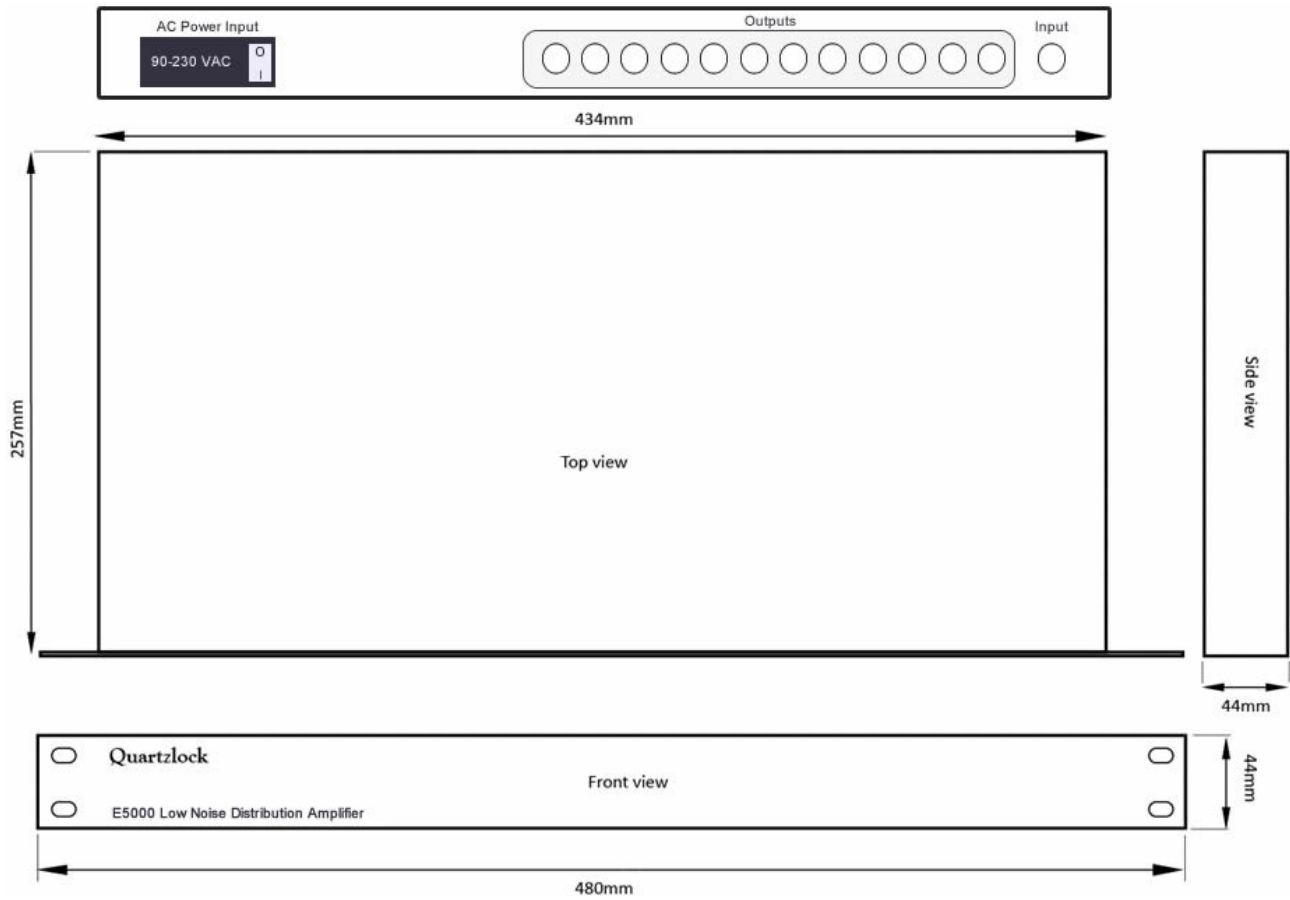 AC Power Input
Outputs
Input
90-230 VAC
O
I
434mm
257mm
Top view
Side view
44mm
Quartzlock
Front view
44mm
E5000 Low Noise Distribution Amplifier
480mm